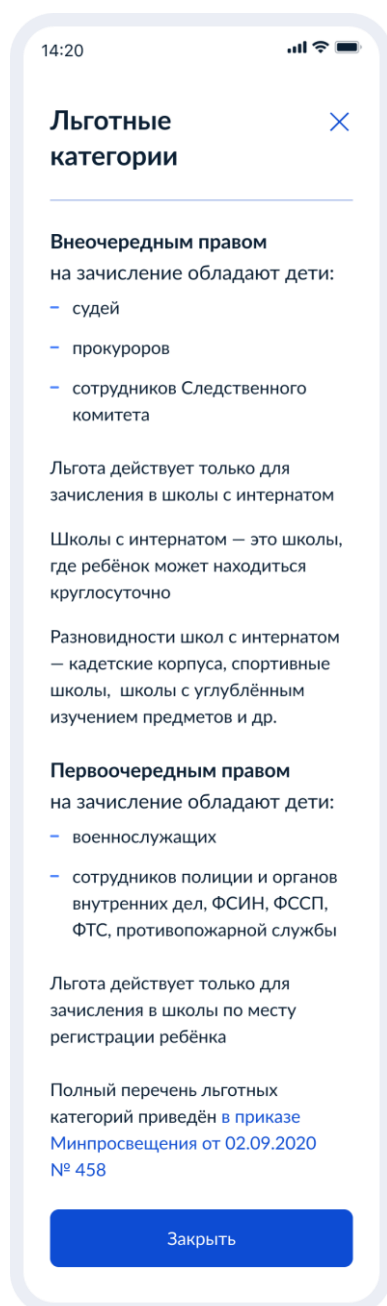 14:20
Льготные
категории
Внеочередным правом
на зачисление обладают дети:
– судей
– прокуроров
– сотрудников Следственного
комитета
Льгота действует только для
зачисления в школы с интернатом
Школы с интернатом — это школы,
где ребёнок может находиться
круглосуточно
Разновидности школ с интернатом
— кадетские корпуса, спортивные
школы, школы с углублённым
изучением предметов и др.
Первоочередным правом
на зачисление обладают дети:
– военнослужащих
– сотрудников полиции и органов
внутренних дел, ФСИН, ФССП,
ФТС, противопожарной службы
Льгота действует только для
зачисления в школы по месту
регистрации ребёнка
Полный перечень льготных
категорий приведён в приказе
Минпросвещения от 02.09.2020
№ 458
Закрыть